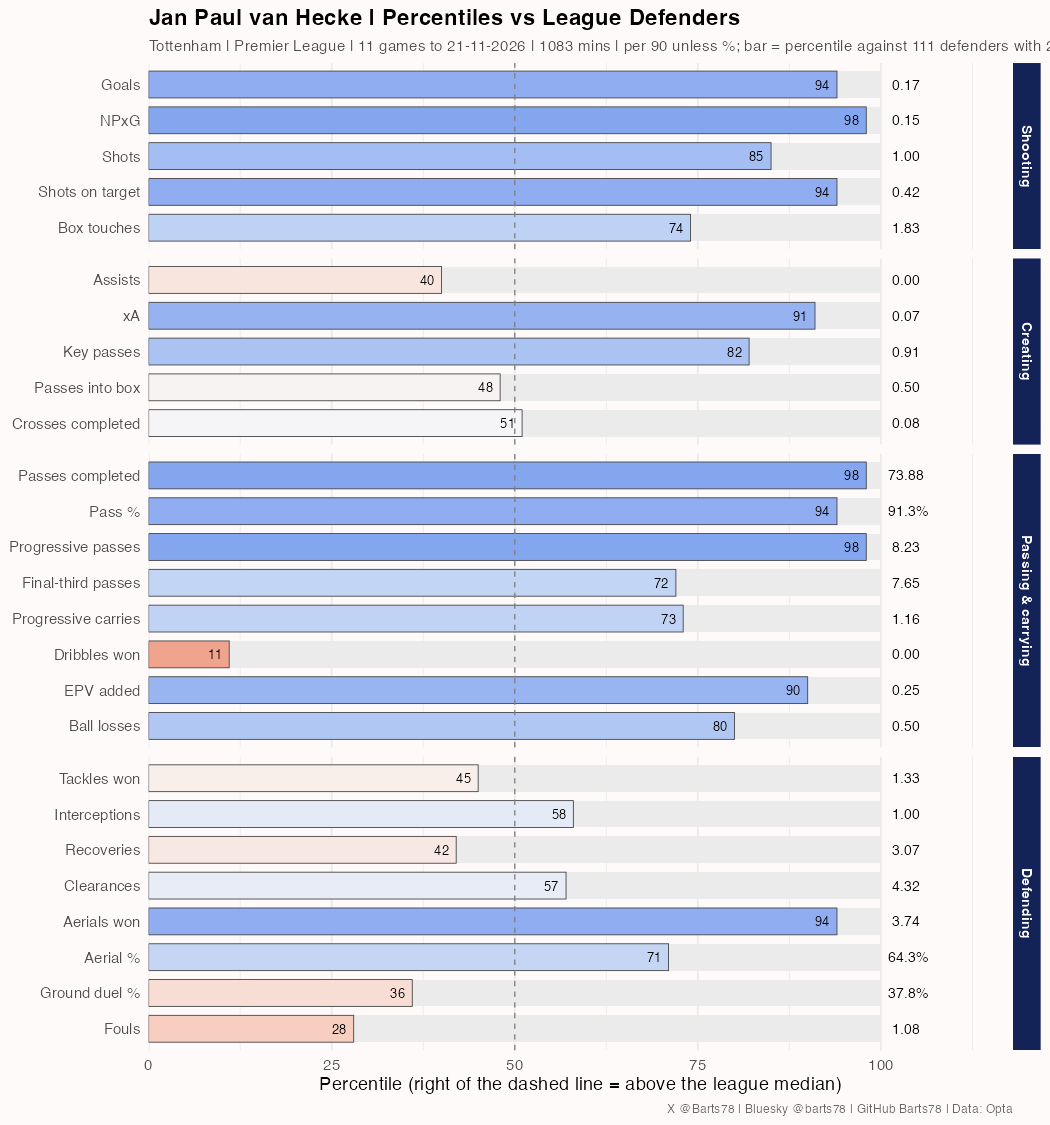 Jan Paul van Hecke | Percentiles vs League Defenders
Tottenham | Premier League | 11 games to 21-11-2026 | 1083 mins | per 90 unless %; bar = percentile against 111 defenders with 2
Goals 94 0.17
NPxG 98 0.15
Shots 85 1.00
Shots on target 94 0.42
Box touches 74 1.83
Shooting
Assists 40 0.00
xA 91 0.07
Key passes 82 0.91
Passes into box 48 0.50
Crosses completed 51 0.08
Creating
Passes completed 98 73.88
Pass % 94 91.3%
Progressive passes 98 8.23
Final-third passes 72 7.65
Progressive carries 73 1.16
Dribbles won 11 0.00
EPV added 90 0.25
Ball losses 80 0.50
Passing & carrying
Tackles won 45 1.33
Interceptions 58 1.00
Recoveries 42 3.07
Clearances 57 4.32
Aerials won 94 3.74
Aerial % 71 64.3%
Ground duel % 36 37.8%
Fouls 28 1.08
Defending
0 25 50 75 100
Percentile (right of the dashed line = above the league median)
X @Barts78 | Bluesky @barts78 | GitHub Barts78 | Data: Opta